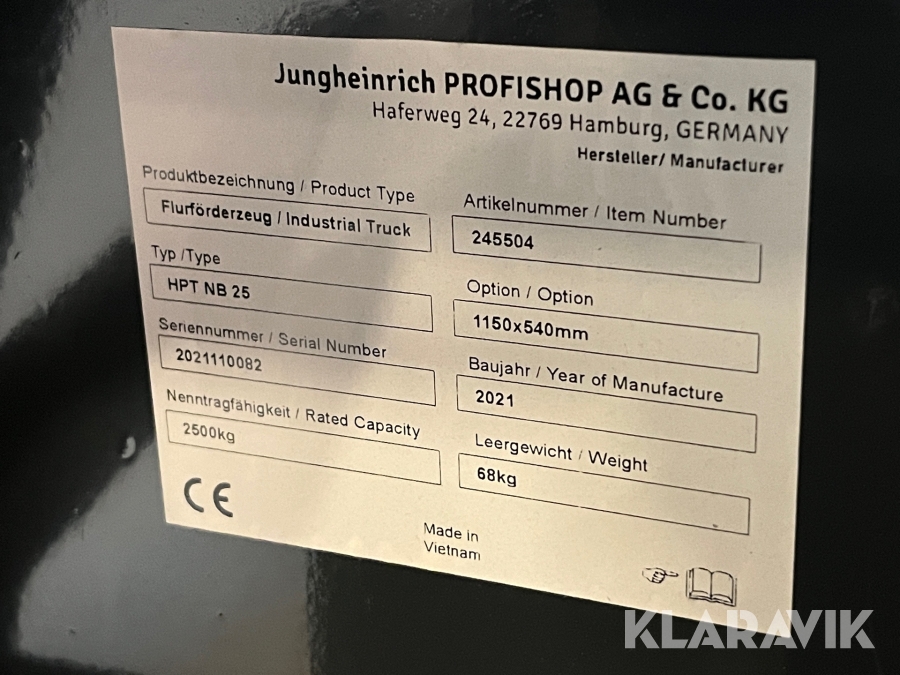 Jungheinrich PROFISHOP AG & Co. KG
Haferweg 24, 22769 Hamburg, GERMANY
Hersteller/ Manufacturer
Produktbezeichnung / Product Type
Flurförderzeug / Industrial Truck
Artikelnummer / Item Number
245504
Typ /Type
HPT NB 25
Option / Option
1150x540mm
Seriennummer / Serial Number
2021110082
Baujahr / Year of Manufacture
2021
Nenntragfähigkeit / Rated Capacity
2500kg
Leergewicht / Weight
68kg
CE
Made in
Vietnam
KLARAVIK